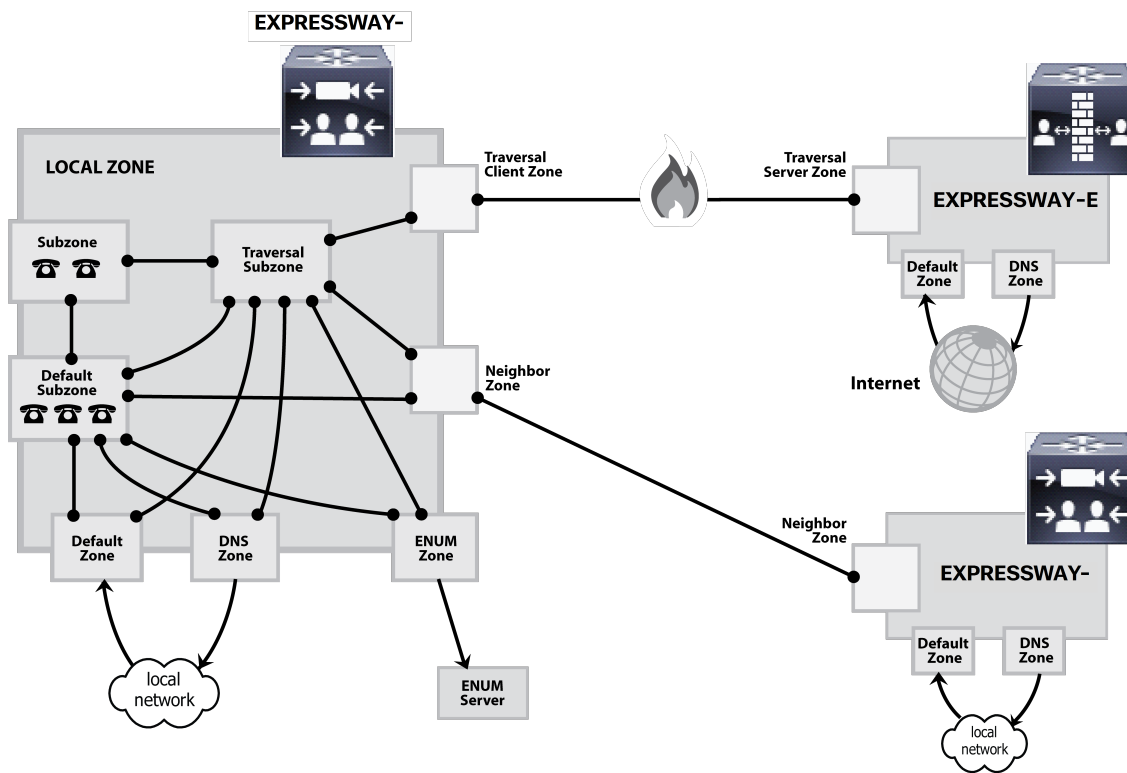 EXPRESSWAY-
LOCAL ZONE
Traversal
Client Zone
Traversal
Server Zone
EXPRESSWAY-E
Subzone
Traversal
Subzone
Default
Zone
DNS
Zone
Internet
Default
Subzone
Neighbor
Zone
Default
Zone
DNS
Zone
ENUM
Zone
Neighbor
Zone
EXPRESSWAY-
Default
Zone
DNS
Zone
local
network
ENUM
Server
local
network